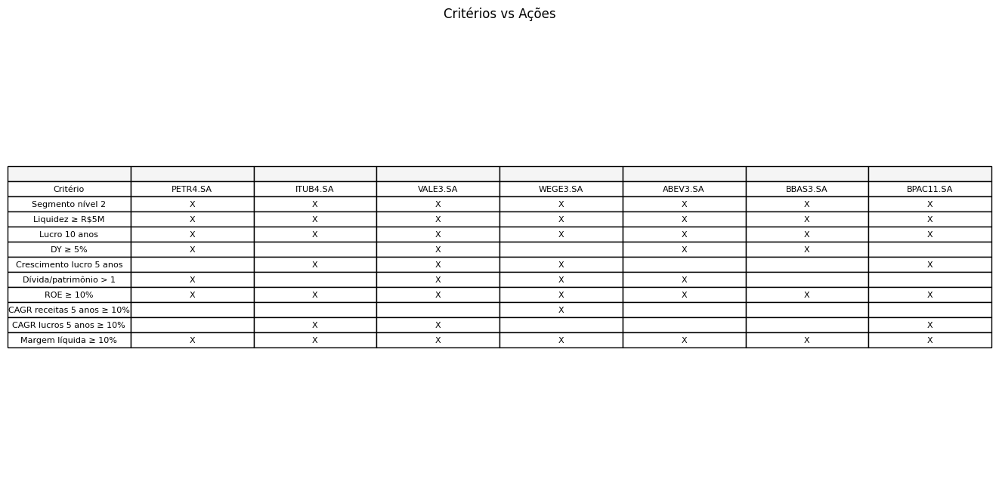 Critérios vs Ações
Critério PETR4.SA ITUB4.SA VALE3.SA WEGE3.SA ABEV3.SA BBAS3.SA BPAC11.SA
Segmento nível 2 X X X X X X X
Liquidez ≥ R$5M X X X X X X X
Lucro 10 anos X X X X X X X
DY ≥ 5% X X X X
Crescimento lucro 5 anos X X X X
Dívida/patrimônio > 1 X X X X
ROE ≥ 10% X X X X X X X
CAGR receitas 5 anos ≥ 10% X
CAGR lucros 5 anos ≥ 10% X X X
Margem líquida ≥ 10% X X X X X X X